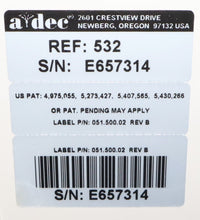 a/dec® 2601 CRESTVIEW DRIVE
NEWBERG, OREGON 97132 USA
REF: 532
S/N: E657314
US PAT: 4,975,055, 5,273,427, 5,407,565, 5,430,266
OR PAT. PENDING MAY APPLY
LABEL P/N: 051.500.02 REV B
LABEL P/N: 051.500.02 REV B
S/N: E657314